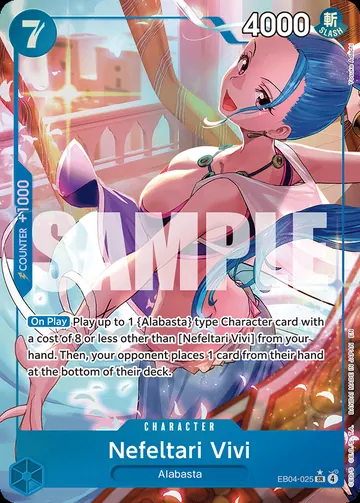 7
4000
斬
SLASH
COUNTER +1000
SAMPLE
On Play Play up to 1 {Alabasta} type Character card with
a cost of 8 or less other than [Nefeltari Vivi] from your
hand. Then, your opponent places 1 card from their hand
at the bottom of their deck.
CHARACTER
Nefeltari Vivi
Alabasta
EB04-025 SR 4